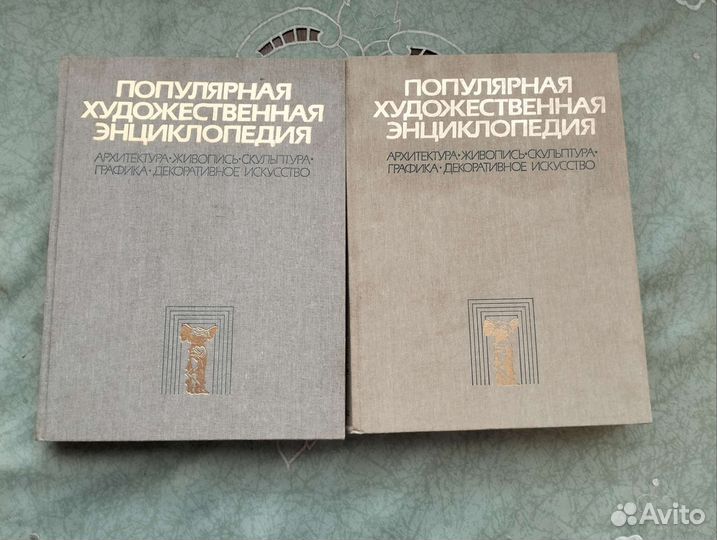 ПОПУЛЯРНАЯ
ХУДОЖЕСТВЕННАЯ
ЭНЦИКЛОПЕДИЯ
АРХИТЕКТУРА • ЖИВОПИСЬ • СКУЛЬПТУРА •
ГРАФИКА • ДЕКОРАТИВНОЕ ИСКУССТВО
ПОПУЛЯРНАЯ
ХУДОЖЕСТВЕННАЯ
ЭНЦИКЛОПЕДИЯ
АРХИТЕКТУРА • ЖИВОПИСЬ • СКУЛЬПТУРА •
ГРАФИКА • ДЕКОРАТИВНОЕ ИСКУССТВО
Avito